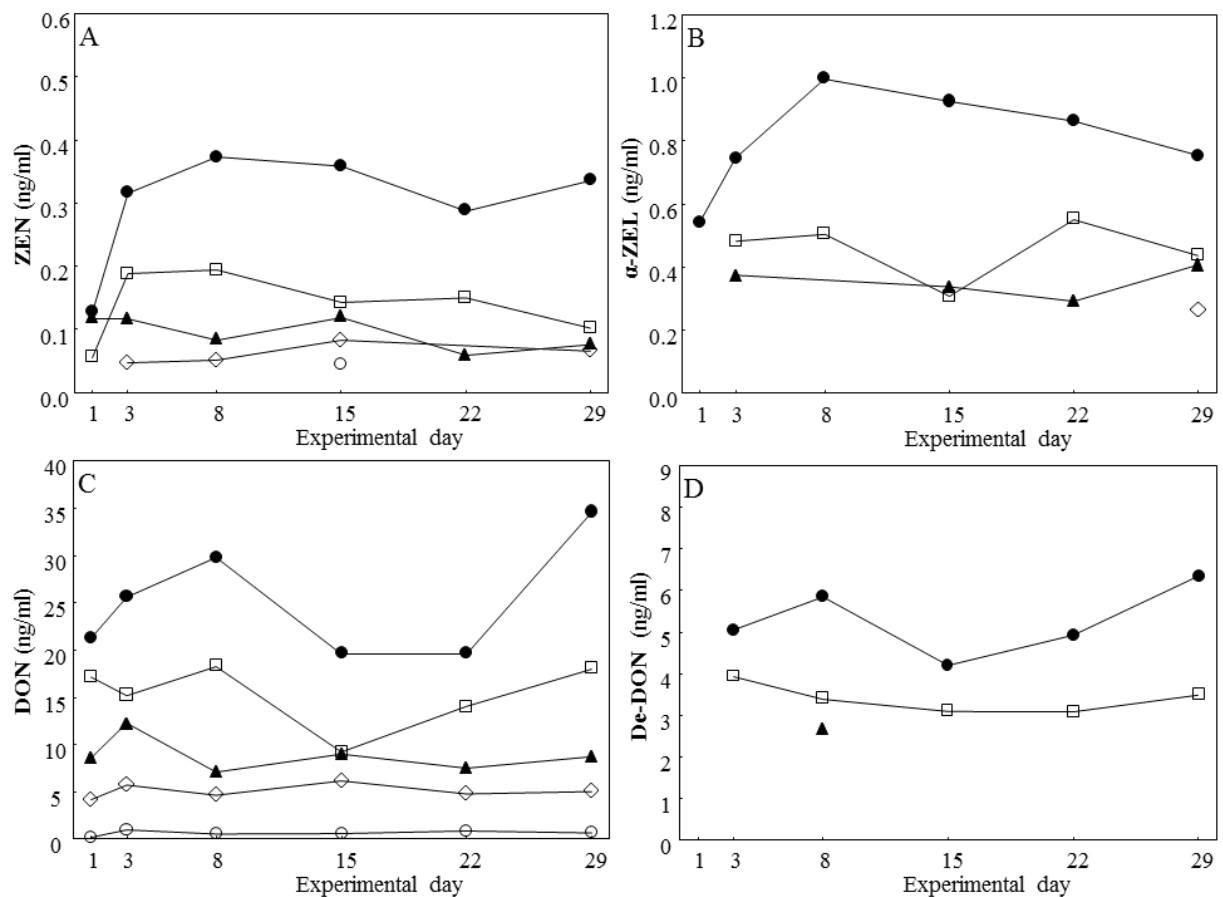 A
ZEN (ng/ml)
0.6
0.5
0.4
0.3
0.2
0.1
0.0
1 3 8 15 22 29
Experimental day
B
α-ZEL (ng/ml)
1.2
1.0
0.8
0.6
0.4
0.2
0.0
1 3 8 15 22 29
Experimental day
C
DON (ng/ml)
40
35
30
25
20
15
10
5
0
1 3 8 15 22 29
Experimental day
D
De-DON (ng/ml)
9
8
7
6
5
4
3
2
1
0
1 3 8 15 22 29
Experimental day